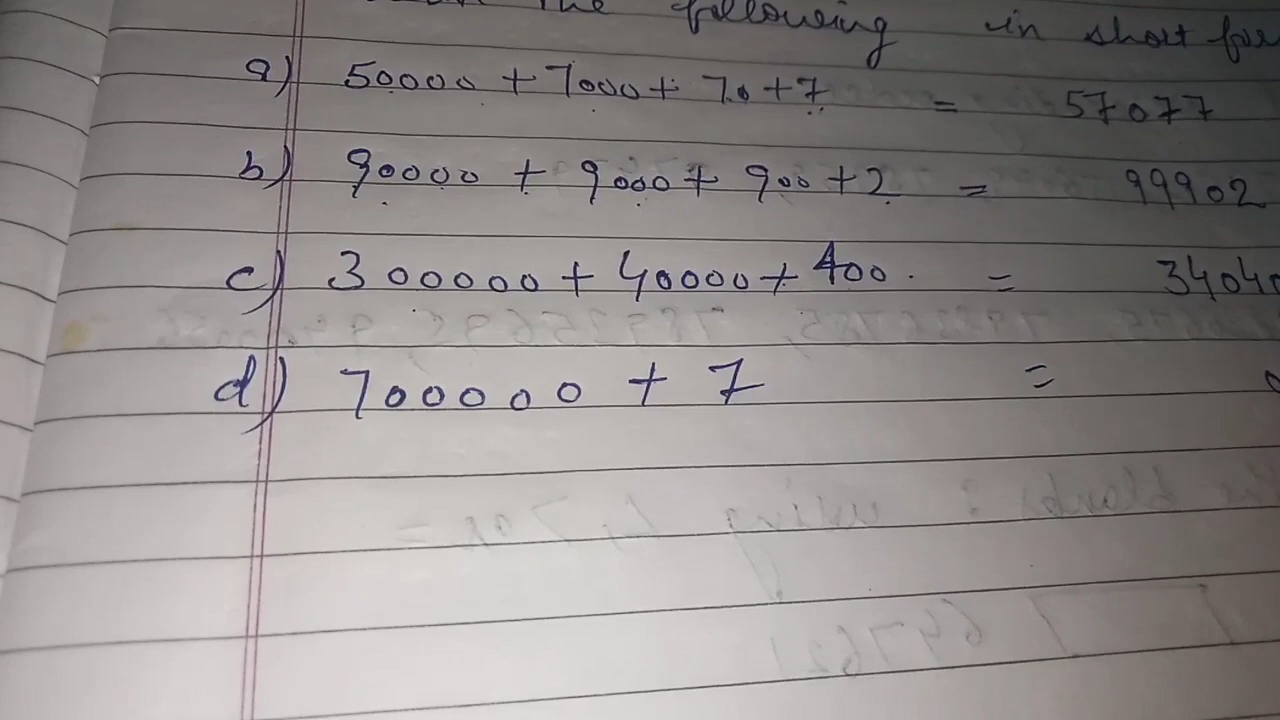 the following in short for
a) 50000 + 7000 + 70 + 7 = 57077
b) 90000 + 9000 + 900 + 2 = 99902
c) 300000 + 40000 + 400 = 3404
d) 700000 + 7 =